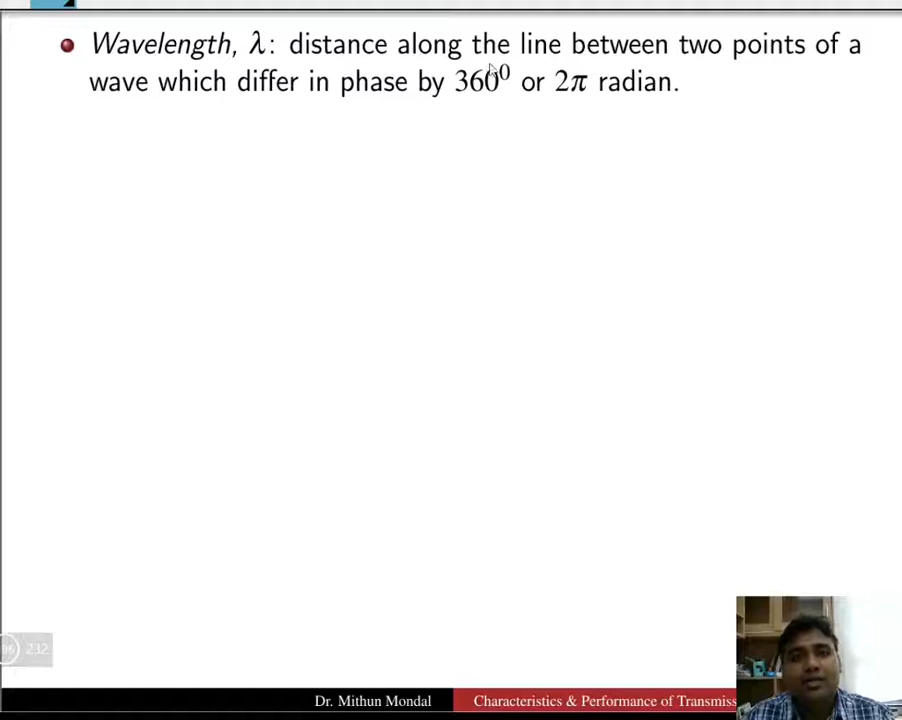 Wavelength, λ: distance along the line between two points of a
wave which differ in phase by 360⁰ or 2π radian.
232
Dr. Mithun Mondal
Characteristics & Performance of Transmiss